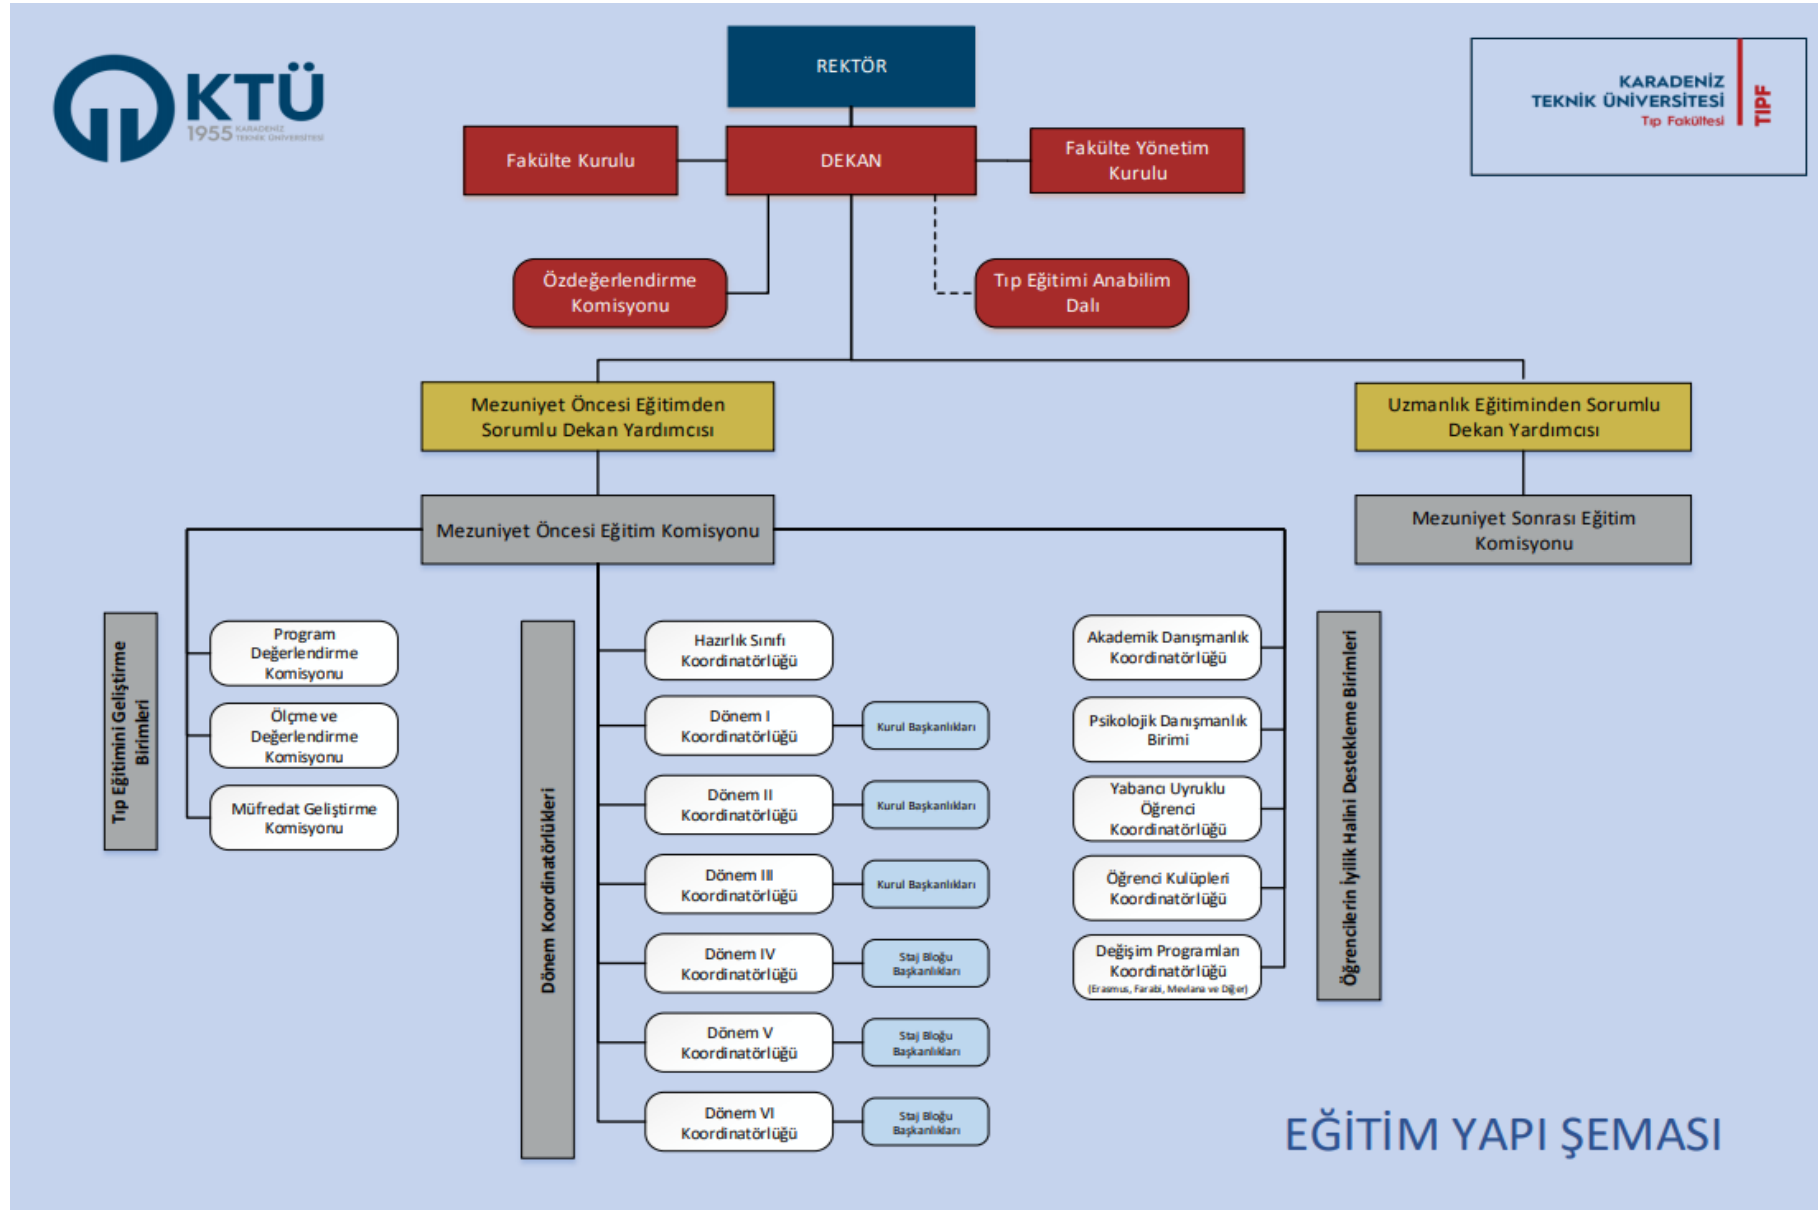 KTÜ
1955 KARADENİZ
TEKNİK ÜNİVERSİTESİ
REKTÖR
KARADENİZ
TEKNİK ÜNİVERSİTESİ
Tıp Fakültesi
TIPF
Fakülte Kurulu
DEKAN
Fakülte Yönetim
Kurulu
Özdeğerlendirme
Komisyonu
Tıp Eğitimi Anabilim
Dalı
Mezuniyet Öncesi Eğitimden
Sorumlu Dekan Yardımcısı
Uzmanlık Eğitiminden Sorumlu
Dekan Yardımcısı
Mezuniyet Öncesi Eğitim Komisyonu
Mezuniyet Sonrası Eğitim
Komisyonu
Tıp Eğitimini Geliştirme
Birimleri
Program
Değerlendirme
Komisyonu
Ölçme ve
Değerlendirme
Komisyonu
Müfredat Geliştirme
Komisyonu
Dönem Koordinatörlükleri
Hazırlık Sınıfı
Koordinatörlüğü
Dönem I
Koordinatörlüğü
Kurul Başkanlıkları
Dönem II
Koordinatörlüğü
Kurul Başkanlıkları
Dönem III
Koordinatörlüğü
Kurul Başkanlıkları
Dönem IV
Koordinatörlüğü
Staj Bloğu
Başkanlıkları
Dönem V
Koordinatörlüğü
Staj Bloğu
Başkanlıkları
Dönem VI
Koordinatörlüğü
Staj Bloğu
Başkanlıkları
Akademik Danışmanlık
Koordinatörlüğü
Psikolojik Danışmanlık
Birimi
Yabancı Uyruklu
Öğrenci
Koordinatörlüğü
Öğrenci Kulüpleri
Koordinatörlüğü
Değişim Programları
Koordinatörlüğü
(Erasmus, Farabi, Mevlana ve Diğer)
Öğrencilerin İyilik Halini Destekleme Birimleri
EĞİTİM YAPI ŞEMASI